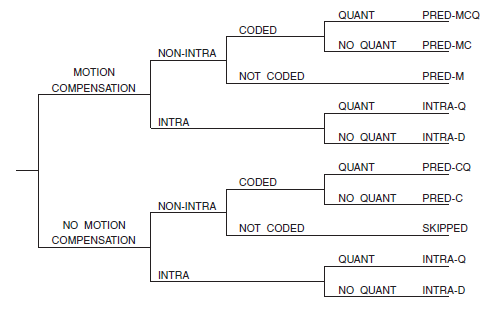 QUANT PRED-MCQ
CODED
NO QUANT PRED-MC
NON-INTRA
MOTION
COMPENSATION
NOT CODED PRED-M
QUANT INTRA-Q
INTRA
NO QUANT INTRA-D
QUANT PRED-CQ
CODED
NO QUANT PRED-C
NON-INTRA
NO MOTION
COMPENSATION
NOT CODED SKIPPED
QUANT INTRA-Q
INTRA
NO QUANT INTRA-D